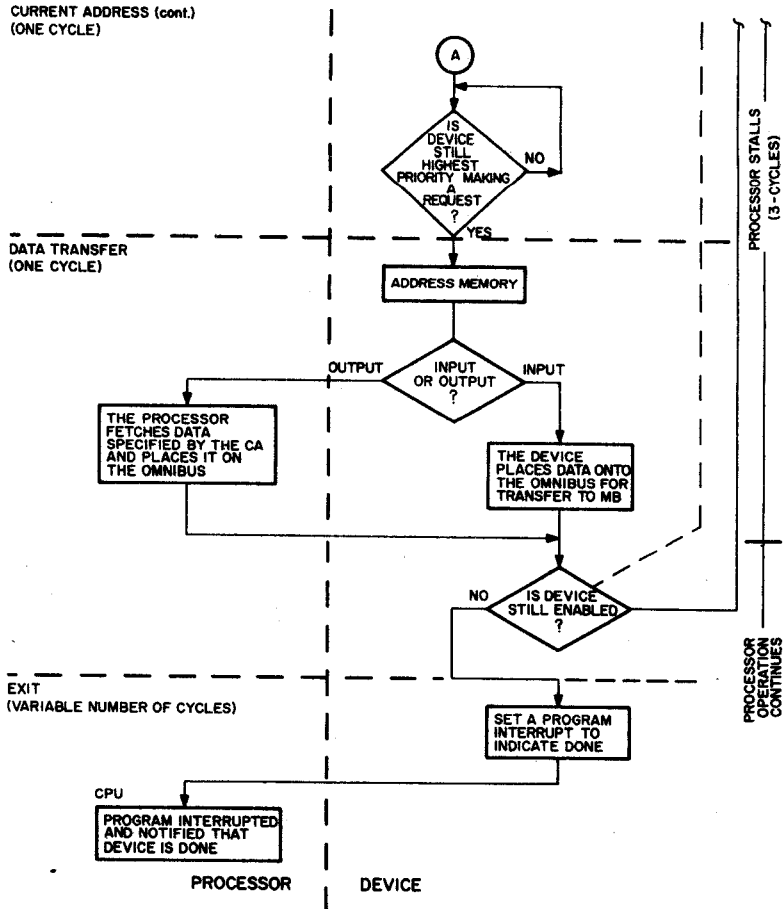 CURRENT ADDRESS (cont.)
(ONE CYCLE)
A
IS
DEVICE
STILL
HIGHEST
PRIORITY MAKING
A
REQUEST
?
NO
YES
PROCESSOR STALLS
(3-CYCLES)
DATA TRANSFER
(ONE CYCLE)
ADDRESS MEMORY
OUTPUT
INPUT
OR OUTPUT
?
INPUT
THE PROCESSOR
FETCHES DATA
SPECIFIED BY THE CA
AND PLACES IT ON
THE OMNIBUS
THE DEVICE
PLACES DATA ONTO
THE OMNIBUS FOR
TRANSFER TO MB
NO
IS DEVICE
STILL ENABLED
?
PROCESSOR
OPERATION
CONTINUES
EXIT
(VARIABLE NUMBER OF CYCLES)
SET A PROGRAM
INTERRUPT TO
INDICATE DONE
CPU
PROGRAM INTERRUPTED
AND NOTIFIED THAT
DEVICE IS DONE
PROCESSOR
DEVICE